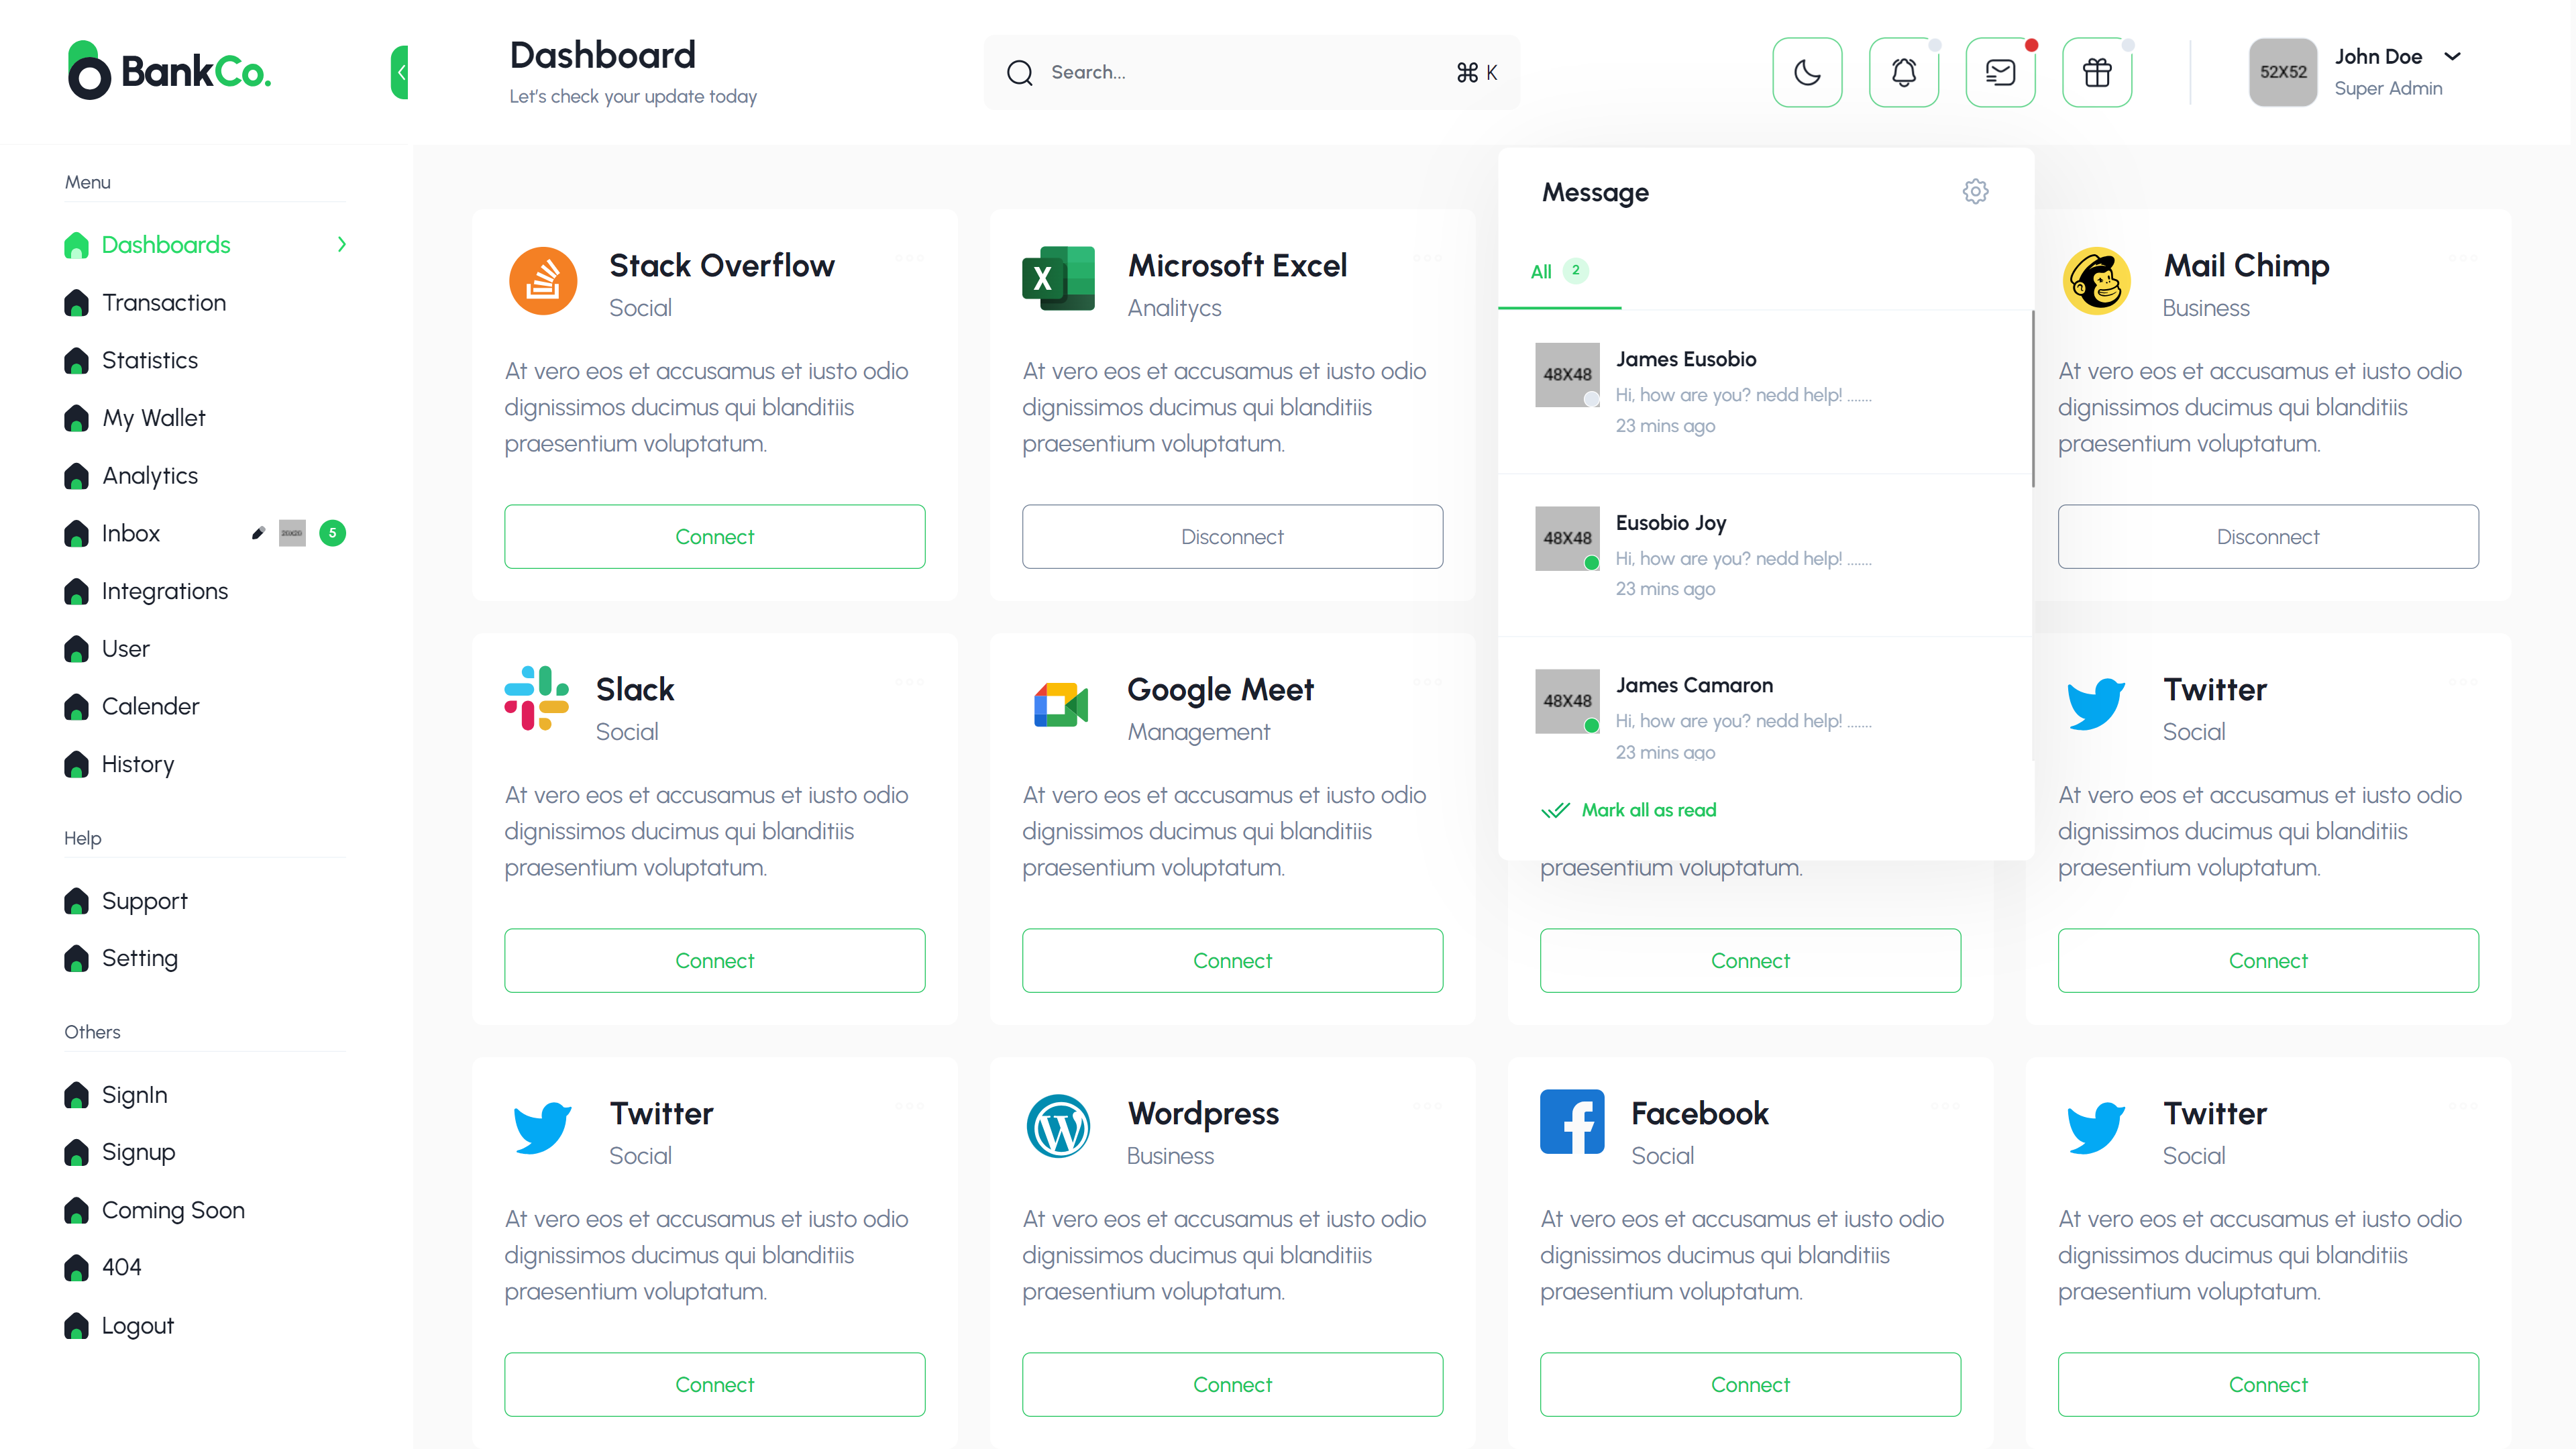 BankCo.
Dashboard
Let's check your update today
Search...
⌘ K
52X52
John Doe
Super Admin
Menu
Dashboards
Transaction
Statistics
My Wallet
Analytics
Inbox
5
Integrations
User
Calender
History
Help
Support
Setting
Others
SignIn
Signup
Coming Soon
404
Logout
Stack Overflow
Social
At vero eos et accusamus et iusto odio
dignissimos ducimus qui blanditiis
praesentium voluptatum.
Connect
Microsoft Excel
Analitycs
At vero eos et accusamus et iusto odio
dignissimos ducimus qui blanditiis
praesentium voluptatum.
Disconnect
Message
All 2
48X48
James Eusobio
Hi, how are you? nedd help! .......
23 mins ago
48X48
Eusobio Joy
Hi, how are you? nedd help! .......
23 mins ago
48X48
James Camaron
Hi, how are you? nedd help! .......
23 mins ago
Mark all as read
Mail Chimp
Business
At vero eos et accusamus et iusto odio
dignissimos ducimus qui blanditiis
praesentium voluptatum.
Disconnect
Slack
Social
At vero eos et accusamus et iusto odio
dignissimos ducimus qui blanditiis
praesentium voluptatum.
Connect
Google Meet
Management
At vero eos et accusamus et iusto odio
dignissimos ducimus qui blanditiis
praesentium voluptatum.
Connect
praesentium voluptatum.
Connect
Twitter
Social
At vero eos et accusamus et iusto odio
dignissimos ducimus qui blanditiis
praesentium voluptatum.
Connect
Twitter
Social
At vero eos et accusamus et iusto odio
dignissimos ducimus qui blanditiis
praesentium voluptatum.
Connect
Wordpress
Business
At vero eos et accusamus et iusto odio
dignissimos ducimus qui blanditiis
praesentium voluptatum.
Connect
Facebook
Social
At vero eos et accusamus et iusto odio
dignissimos ducimus qui blanditiis
praesentium voluptatum.
Connect
Twitter
Social
At vero eos et accusamus et iusto odio
dignissimos ducimus qui blanditiis
praesentium voluptatum.
Connect